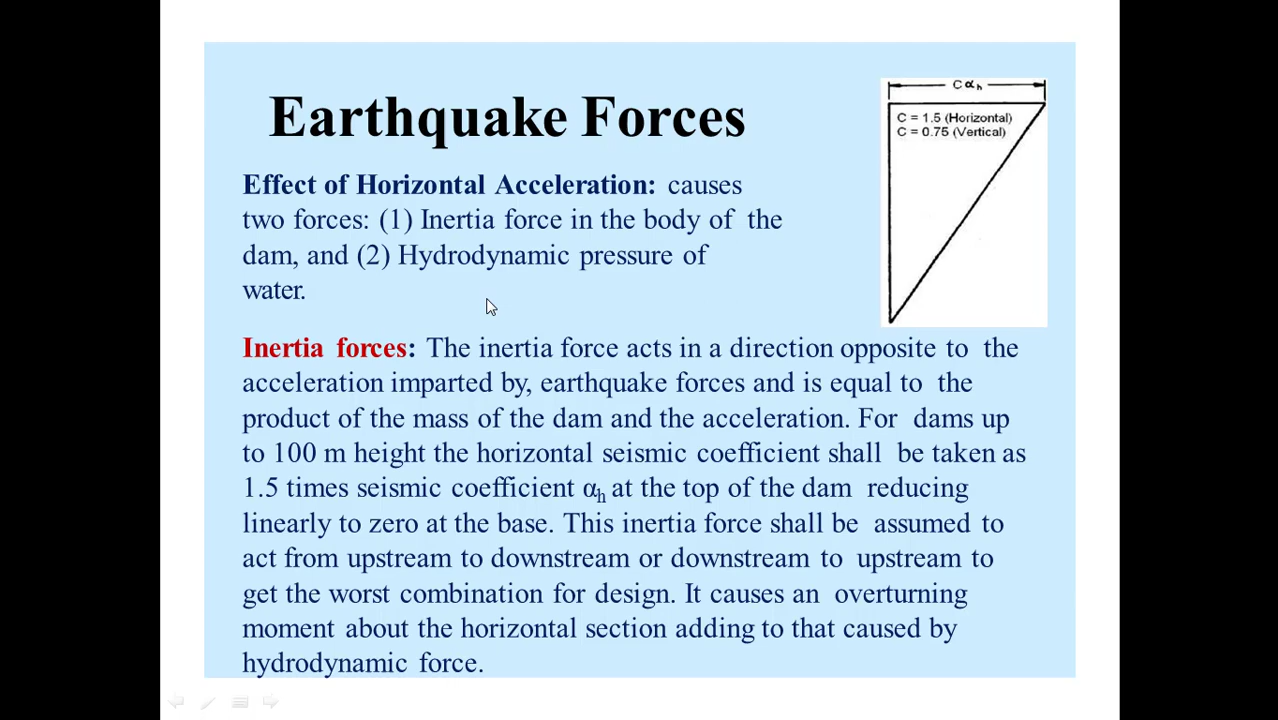 Earthquake Forces
C αh
C = 1.5 (Horizontal)
C = 0.75 (Vertical)
Effect of Horizontal Acceleration: causes
two forces: (1) Inertia force in the body of the
dam, and (2) Hydrodynamic pressure of
water.
Inertia forces: The inertia force acts in a direction opposite to the
acceleration imparted by, earthquake forces and is equal to the
product of the mass of the dam and the acceleration. For dams up
to 100 m height the horizontal seismic coefficient shall be taken as
1.5 times seismic coefficient αh at the top of the dam reducing
linearly to zero at the base. This inertia force shall be assumed to
act from upstream to downstream or downstream to upstream to
get the worst combination for design. It causes an overturning
moment about the horizontal section adding to that caused by
hydrodynamic force.